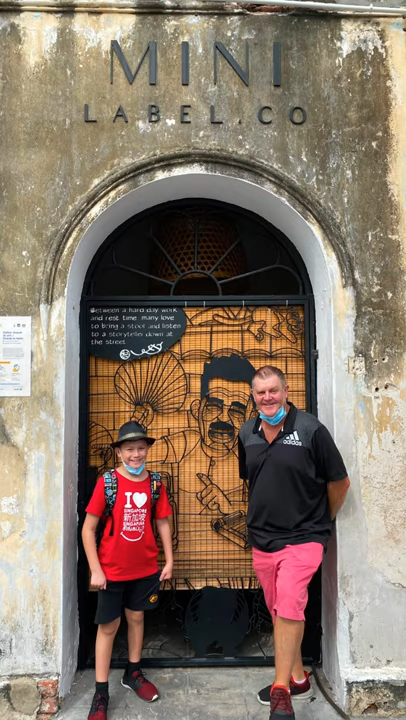 MINI
LABEL.CO
Between a hard day work
and rest time many love
to bring a stool and listen
to a storyteller down at
the street.
I
SINGAPORE
新加坡
SINGAPURA
adidas